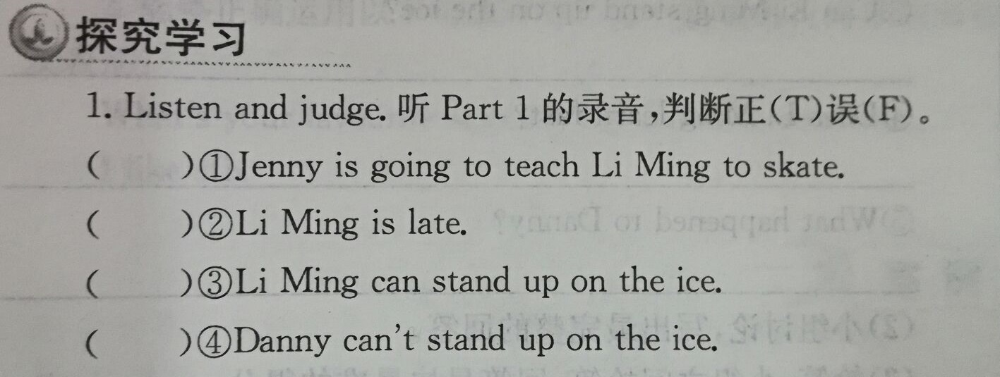 探究学习
1. Listen and judge. 听 Part 1 的录音,判断正(T)误(F)。
(  )①Jenny is going to teach Li Ming to skate.
(  )②Li Ming is late.
(  )③Li Ming can stand up on the ice.
(  )④Danny can't stand up on the ice.